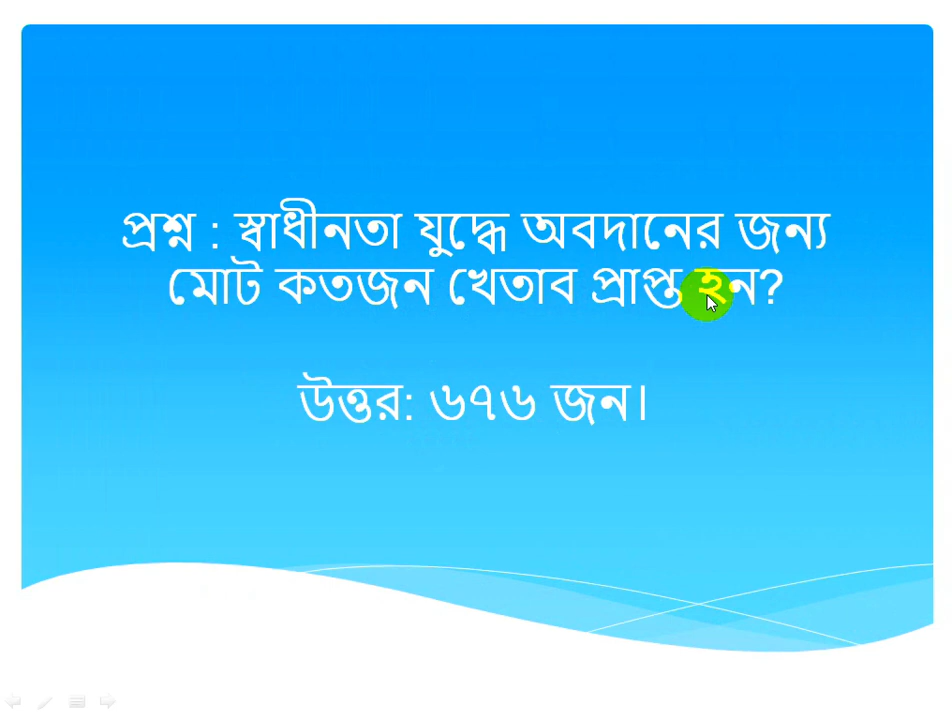 প্রশ্ন : স্বাধীনতা যুদ্ধে অবদানের জন্য
মোট কতজন খেতাব প্রাপ্ত হন?
উত্তর: ৬৭৬ জন।